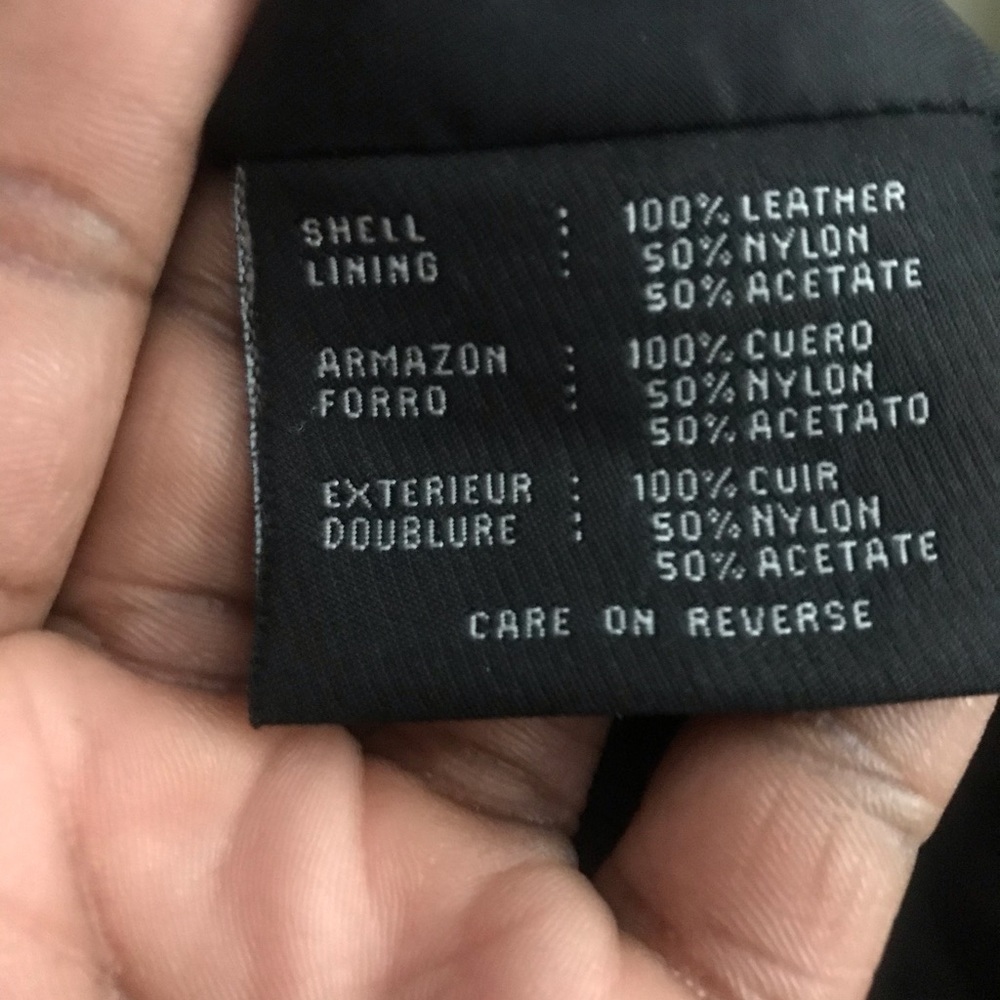 SHELL : 100% LEATHER
LINING : 50% NYLON
50% ACETATE
ARMAZON : 100% CUERO
FORRO : 50% NYLON
50% ACETATO
EXTERIEUR : 100% CUIR
DOUBLURE : 50% NYLON
50% ACETATE
CARE ON REVERSE